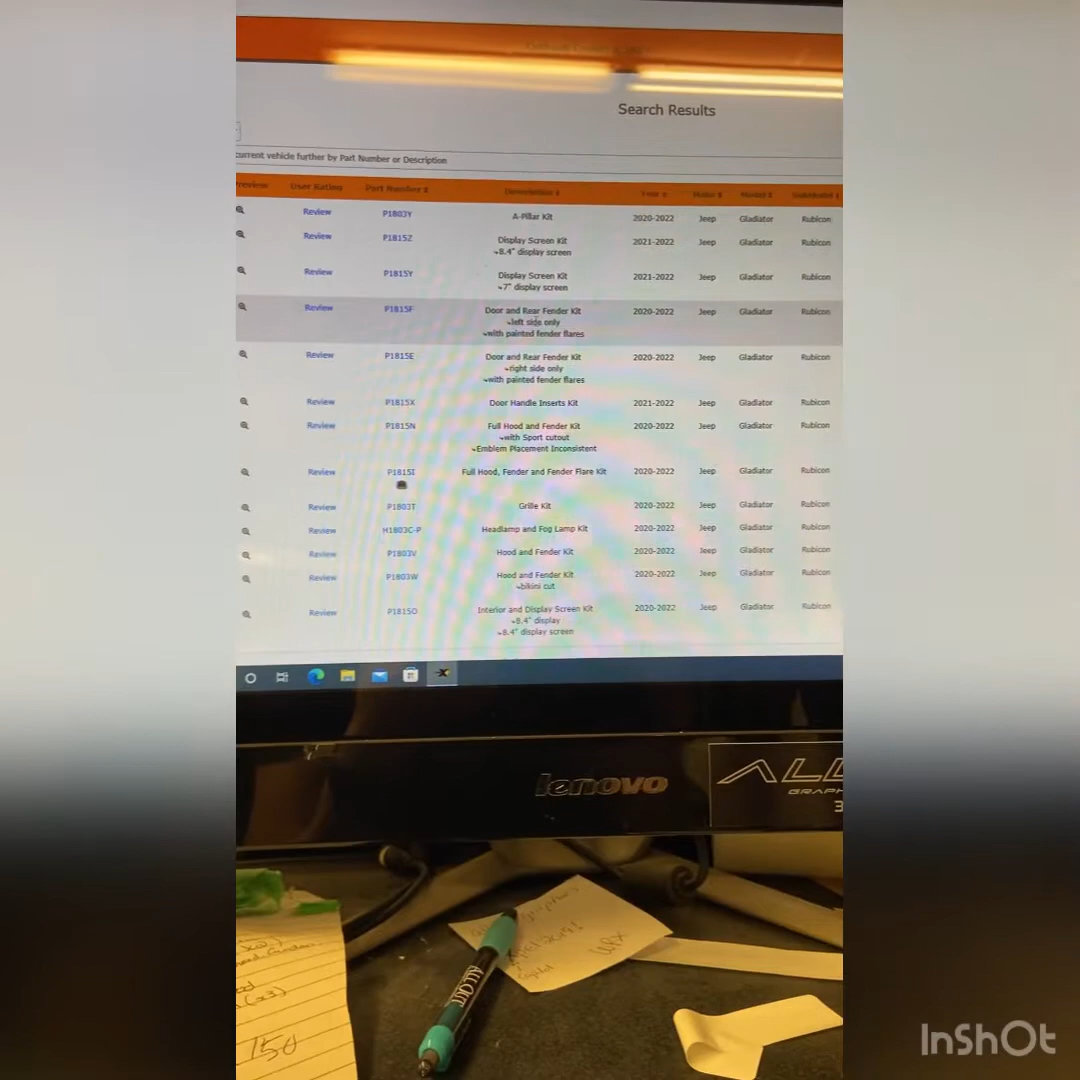 Search Results
current vehicle further by Part Number or Description
Preview User Rating Part Number Description Year Make Model Submodel
Review P1803Y A-Pillar Kit 2020-2022 Jeep Gladiator Rubicon
Review P1815Z Display Screen Kit 2021-2022 Jeep Gladiator Rubicon
⤷8.4" display screen
Review P1815Y Display Screen Kit 2021-2022 Jeep Gladiator Rubicon
⤷7" display screen
Review P1815F Door and Rear Fender Kit 2020-2022 Jeep Gladiator Rubicon
⤷left side only
⤷with painted fender flares
Review P1815E Door and Rear Fender Kit 2020-2022 Jeep Gladiator Rubicon
⤷right side only
⤷with painted fender flares
Review P1815X Door Handle Inserts Kit 2021-2022 Jeep Gladiator Rubicon
Review P1815N Full Hood and Fender Kit 2020-2022 Jeep Gladiator Rubicon
⤷with Sport cutout
⤷Emblem Placement Inconsistent
Review P1815I Full Hood, Fender and Fender Flare Kit 2020-2022 Jeep Gladiator Rubicon
Review P1803T Grille Kit 2020-2022 Jeep Gladiator Rubicon
Review H1803C-P Headlamp and Fog Lamp Kit 2020-2022 Jeep Gladiator Rubicon
Review P1803V Hood and Fender Kit 2020-2022 Jeep Gladiator Rubicon
Review P1803W Hood and Fender Kit 2020-2022 Jeep Gladiator Rubicon
⤷bikini cut
Review P1815O Interior and Display Screen Kit 2020-2022 Jeep Gladiator Rubicon
⤷8.4" display
⤷8.4" display screen
lenovo
ALL
GRAPH
3
ALL OUT
(x3)
150
InShOt